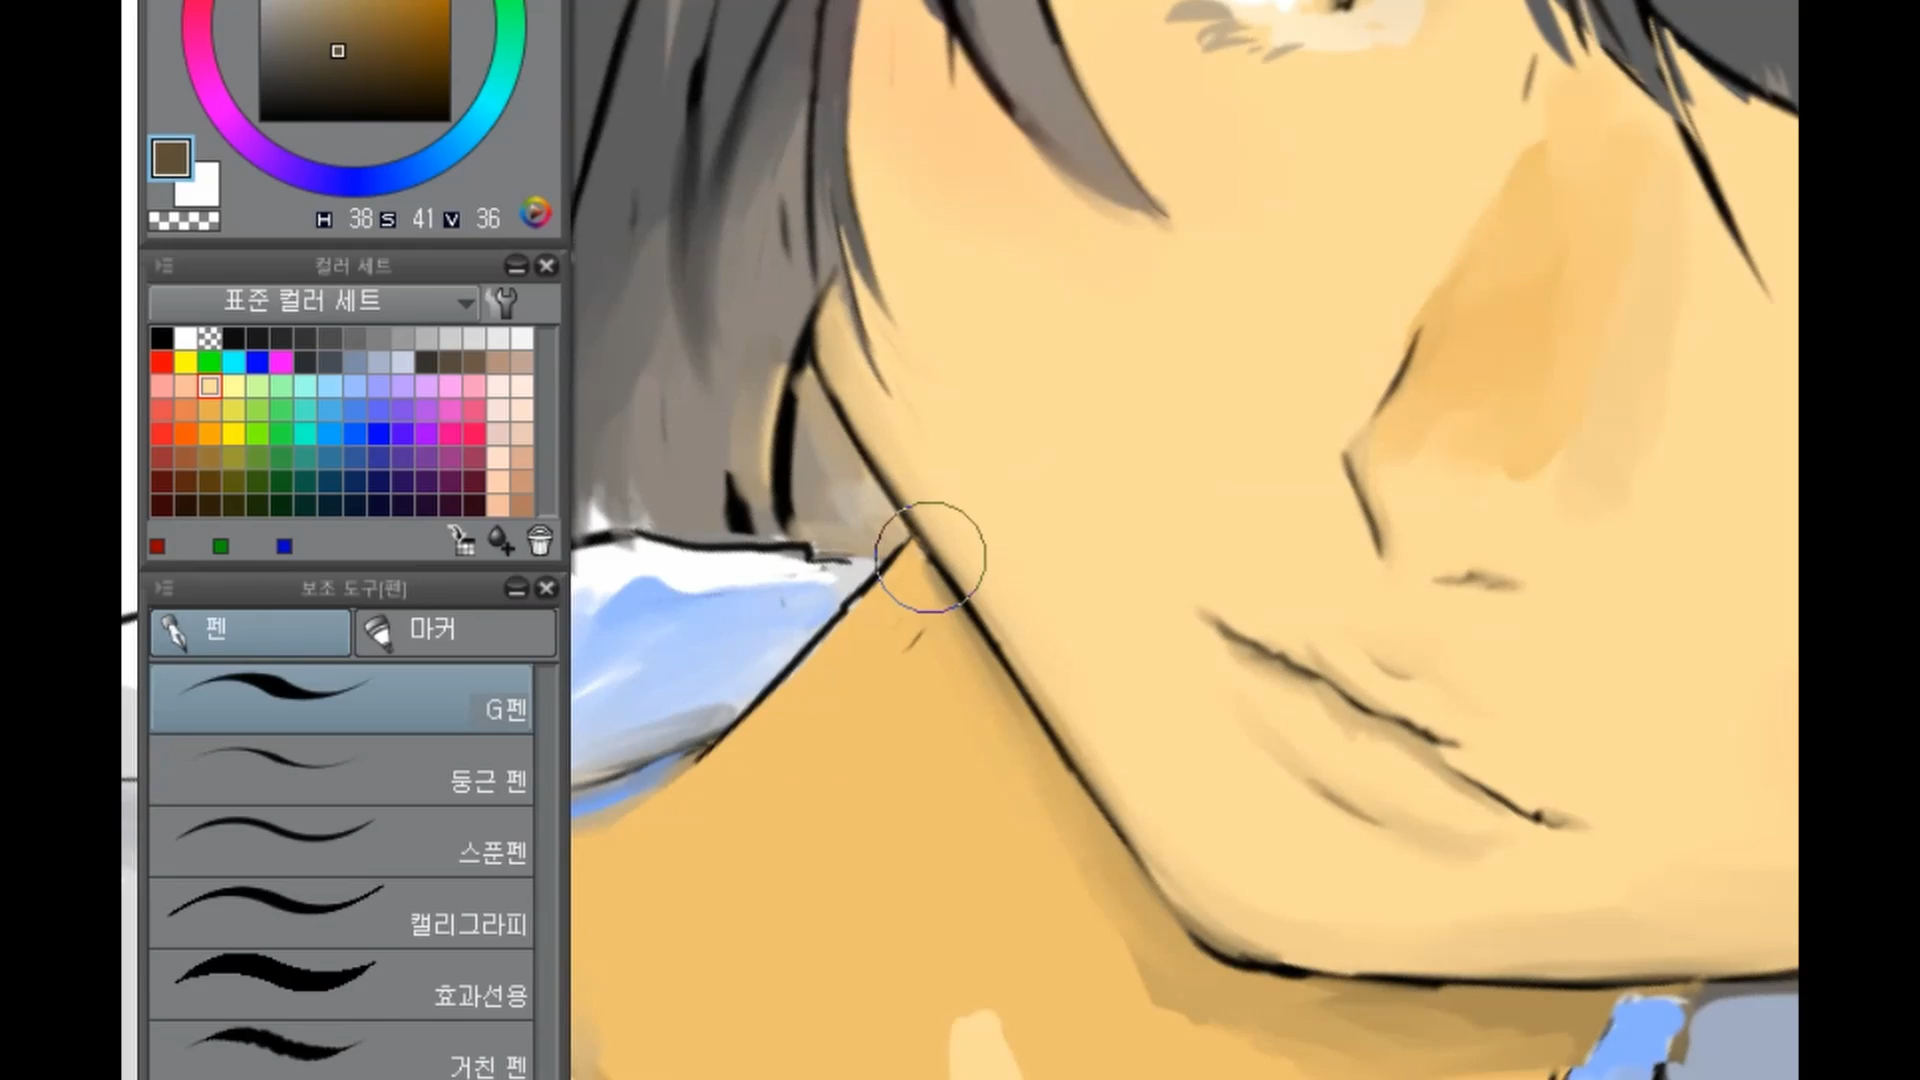 H 38 S 41 V 36
컬러 세트
표준 컬러 세트
보조 도구[펜]
펜
마커
G펜
둥근 펜
스푼펜
캘리그라피
효과선용
거친 펜